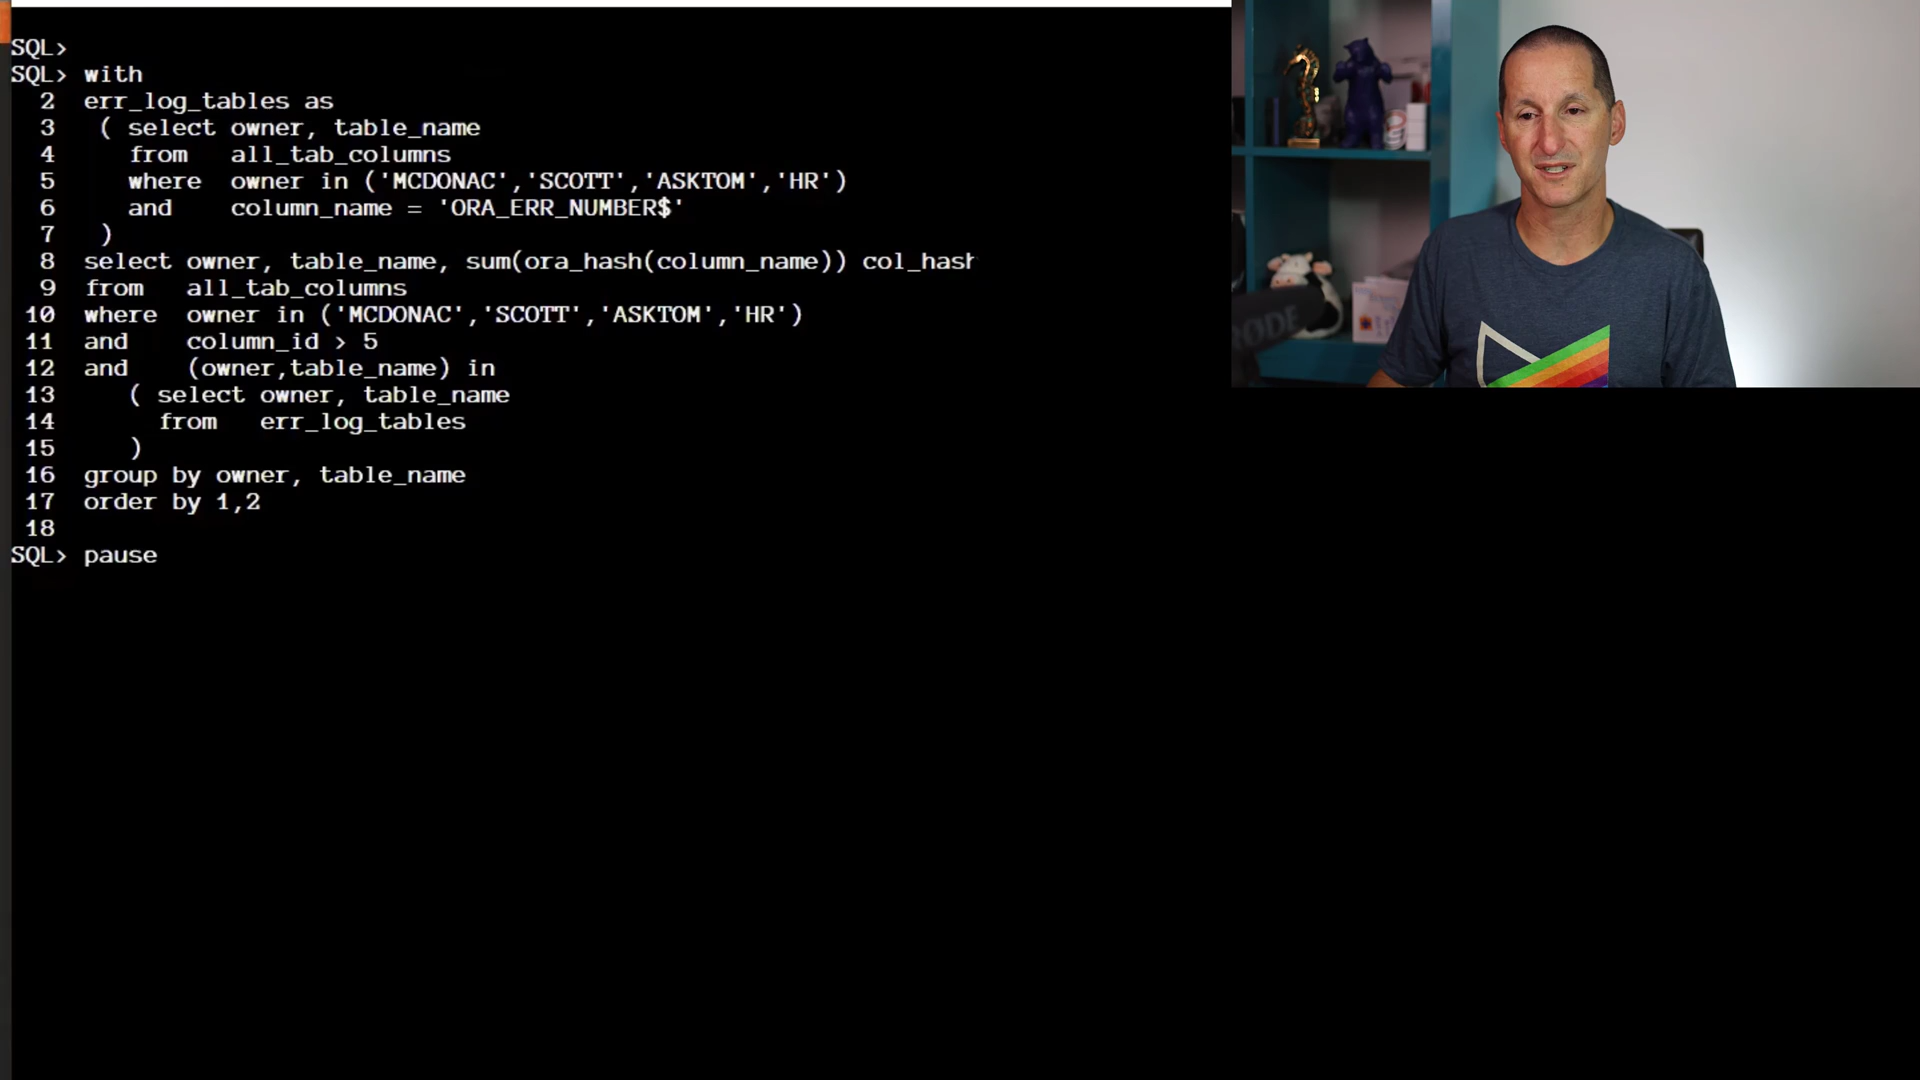 SQL>
SQL> with
2 err_log_tables as
3 ( select owner, table_name
4 from all_tab_columns
5 where owner in ('MCDONAC','SCOTT','ASKTOM','HR')
6 and column_name = 'ORA_ERR_NUMBER$'
7 )
8 select owner, table_name, sum(ora_hash(column_name)) col_hash
9 from all_tab_columns
10 where owner in ('MCDONAC','SCOTT','ASKTOM','HR')
11 and column_id > 5
12 and (owner,table_name) in
13 ( select owner, table_name
14 from err_log_tables
15 )
16 group by owner, table_name
17 order by 1,2
18
SQL> pause
RØDE